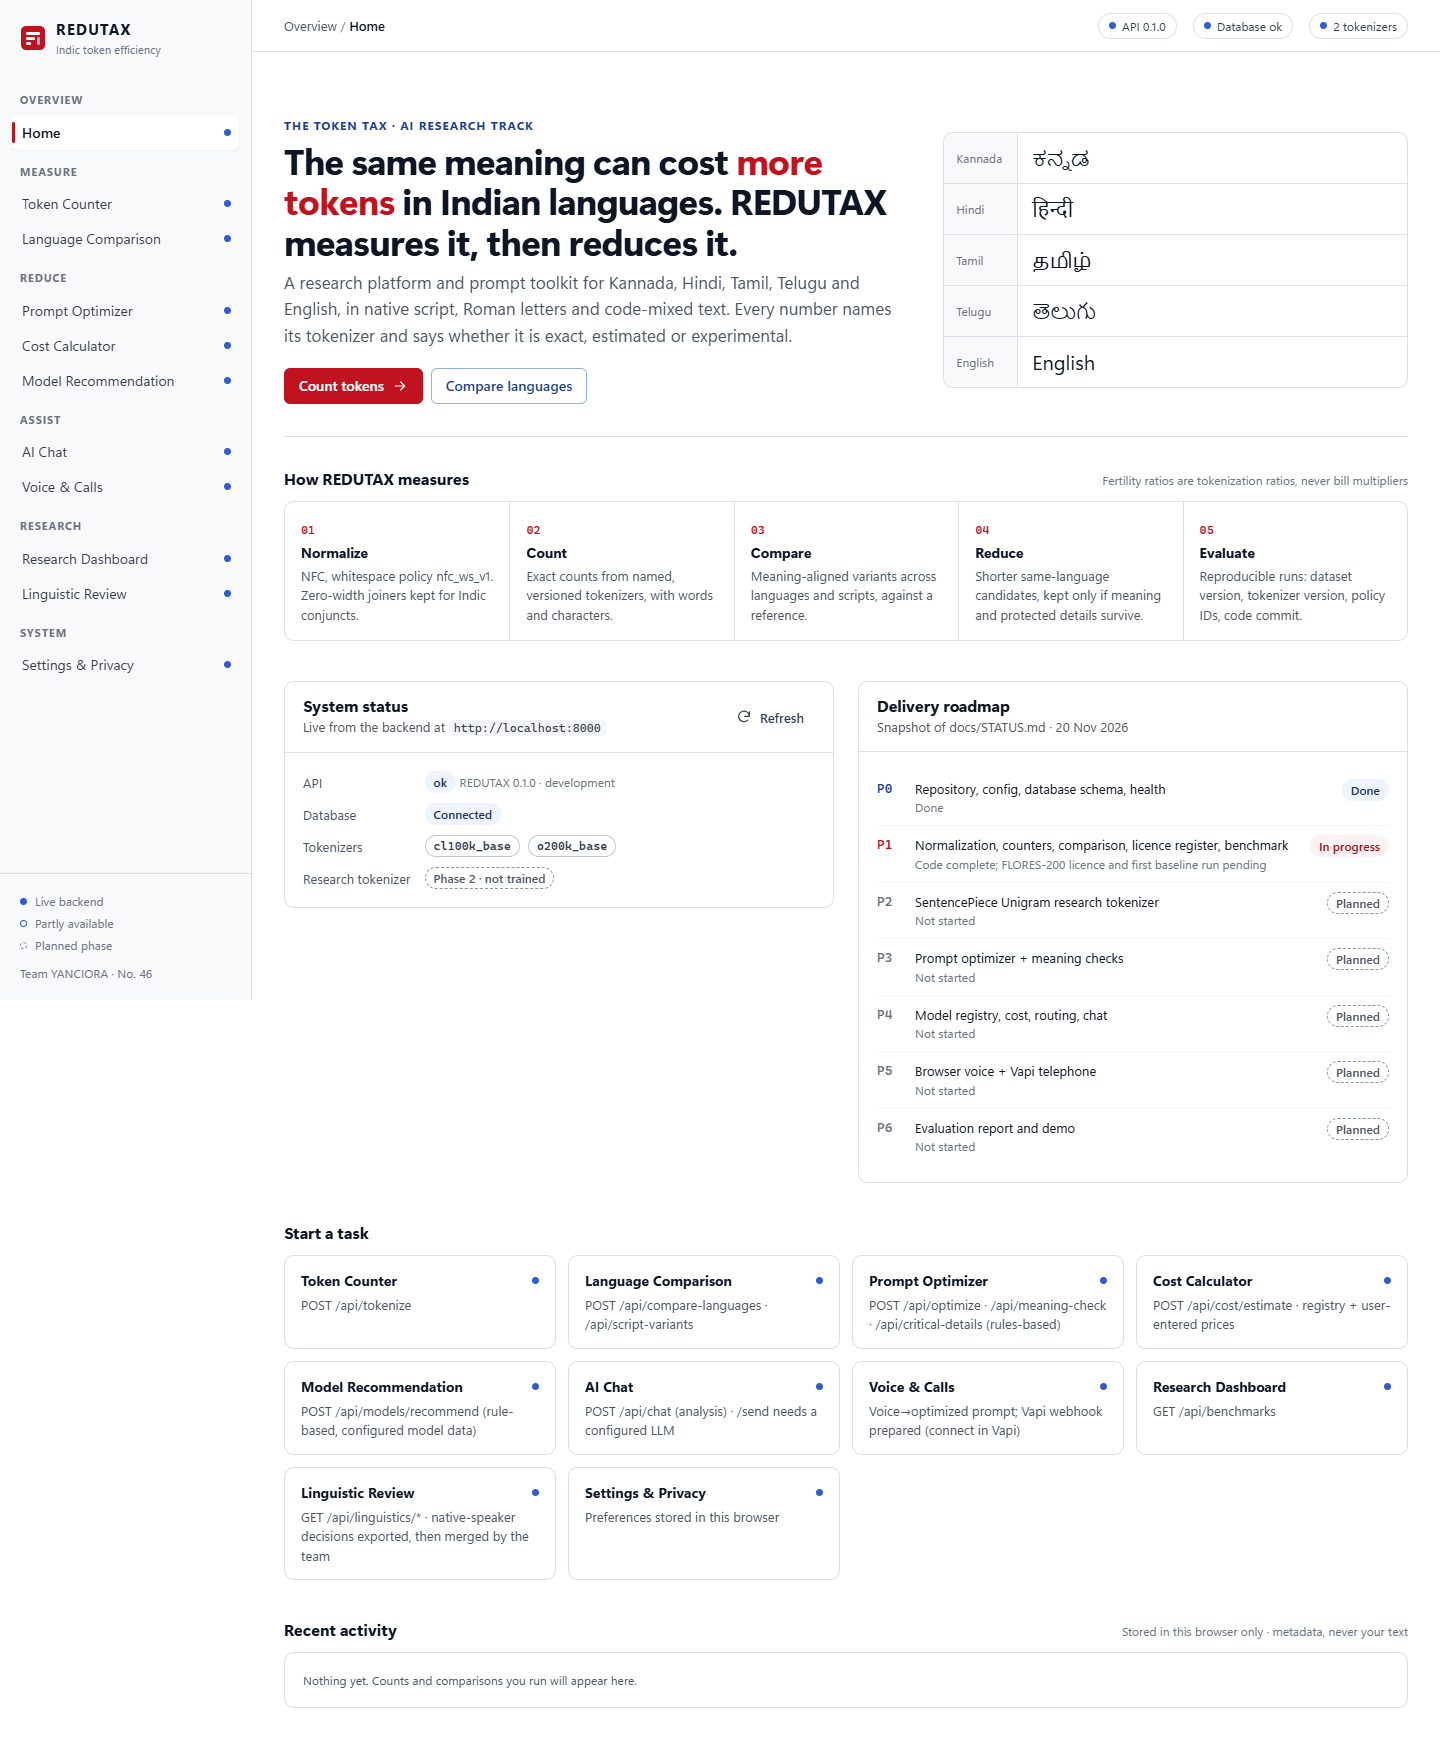 REDUTAX
Indic token efficiency
OVERVIEW
Home
MEASURE
Token Counter
Language Comparison
REDUCE
Prompt Optimizer
Cost Calculator
Model Recommendation
ASSIST
AI Chat
Voice & Calls
RESEARCH
Research Dashboard
Linguistic Review
SYSTEM
Settings & Privacy
Live backend
Partly available
Planned phase
Team YANCIORA · No. 46
Overview / Home
API 0.1.0
Database ok
2 tokenizers
THE TOKEN TAX · AI RESEARCH TRACK
The same meaning can cost more
tokens in Indian languages. REDUTAX
measures it, then reduces it.
A research platform and prompt toolkit for Kannada, Hindi, Tamil, Telugu and
English, in native script, Roman letters and code-mixed text. Every number names
its tokenizer and says whether it is exact, estimated or experimental.
Count tokens →
Compare languages
Kannada ಕನ್ನಡ
Hindi हिन्दी
Tamil தமிழ்
Telugu తెలుగు
English English
How REDUTAX measures
Fertility ratios are tokenization ratios, never bill multipliers
01
Normalize
NFC, whitespace policy nfc_ws_v1.
Zero-width joiners kept for Indic
conjuncts.
02
Count
Exact counts from named,
versioned tokenizers, with words
and characters.
03
Compare
Meaning-aligned variants across
languages and scripts, against a
reference.
04
Reduce
Shorter same-language
candidates, kept only if meaning
and protected details survive.
05
Evaluate
Reproducible runs: dataset
version, tokenizer version, policy
IDs, code commit.
System status
Live from the backend at http://localhost:8000
Refresh
API ok REDUTAX 0.1.0 · development
Database Connected
Tokenizers cl100k_base o200k_base
Research tokenizer Phase 2 · not trained
Delivery roadmap
Snapshot of docs/STATUS.md · 20 Nov 2026
P0 Repository, config, database schema, health Done
Done
P1 Normalization, counters, comparison, licence register, benchmark In progress
Code complete; FLORES-200 licence and first baseline run pending
P2 SentencePiece Unigram research tokenizer Planned
Not started
P3 Prompt optimizer + meaning checks Planned
Not started
P4 Model registry, cost, routing, chat Planned
Not started
P5 Browser voice + Vapi telephone Planned
Not started
P6 Evaluation report and demo Planned
Not started
Start a task
Token Counter
POST /api/tokenize
Language Comparison
POST /api/compare-languages ·
/api/script-variants
Prompt Optimizer
POST /api/optimize · /api/meaning-check
· /api/critical-details (rules-based)
Cost Calculator
POST /api/cost/estimate · registry + user-
entered prices
Model Recommendation
POST /api/models/recommend (rule-
based, configured model data)
AI Chat
POST /api/chat (analysis) · /send needs a
configured LLM
Voice & Calls
Voice→optimized prompt; Vapi webhook
prepared (connect in Vapi)
Research Dashboard
GET /api/benchmarks
Linguistic Review
GET /api/linguistics/* · native-speaker
decisions exported, then merged by the
team
Settings & Privacy
Preferences stored in this browser
Recent activity
Stored in this browser only · metadata, never your text
Nothing yet. Counts and comparisons you run will appear here.